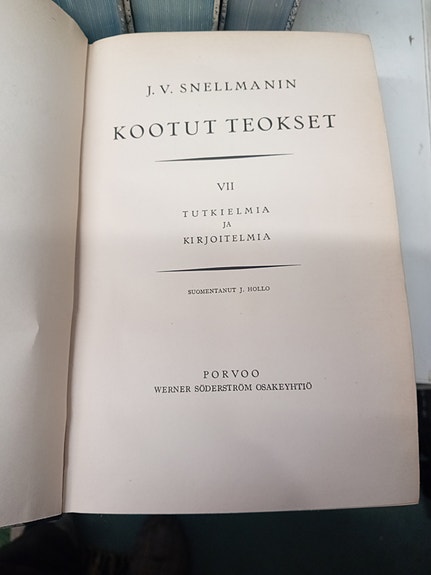 J. V. SNELLMANIN
KOOTUT TEOKSET
VII
TUTKIELMIA
JA
KIRJOITELMIA
SUOMENTANUT J. HOLLO
PORVOO
WERNER SÖDERSTRÖM OSAKEYHTIÖ